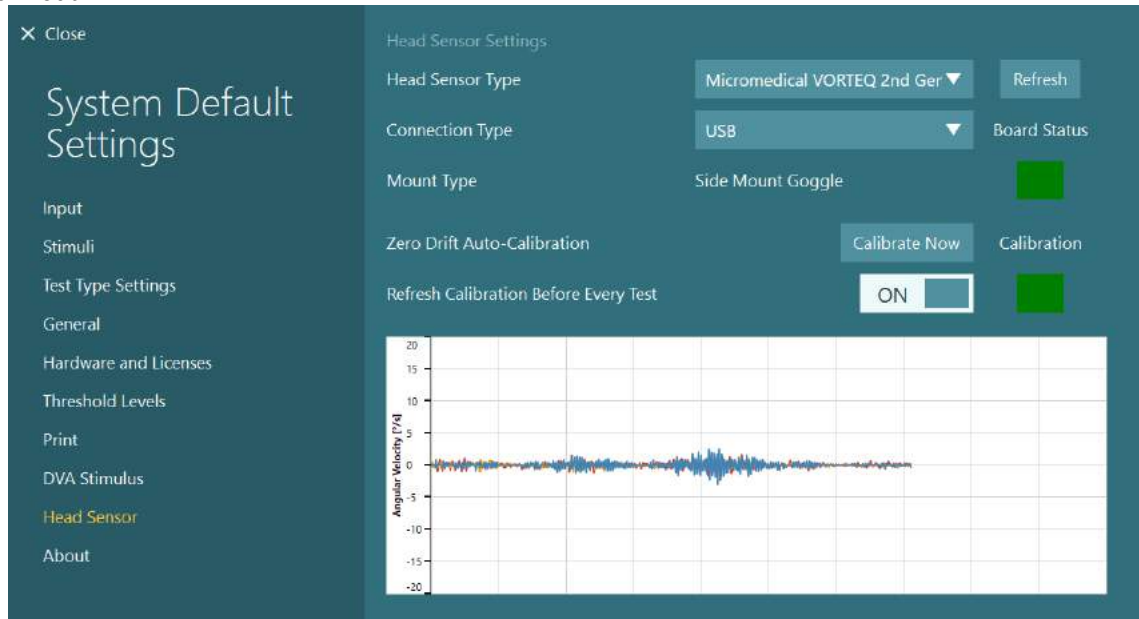 × Close
System Default
Settings
Input
Stimuli
Test Type Settings
General
Hardware and Licenses
Threshold Levels
Print
DVA Stimulus
Head Sensor
About
Head Sensor Settings
Head Sensor Type
Micromedical VORTEQ 2nd Ger
Refresh
Connection Type
USB
Board Status
Mount Type
Side Mount Goggle
Zero Drift Auto-Calibration
Calibrate Now
Calibration
Refresh Calibration Before Every Test
ON
Angular Velocity [°/s]
20
15
10
5
0
-5
-10
-15
-20